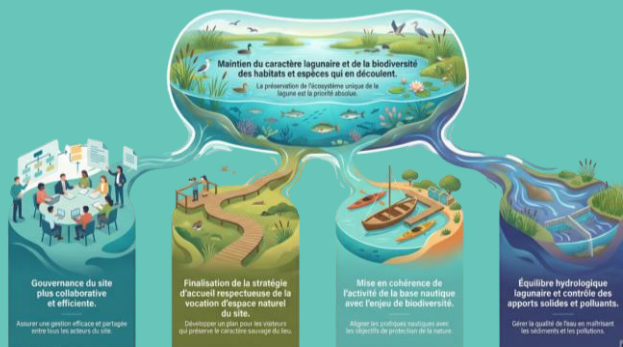 Maintien du caractère lagunaire et de la biodiversité
des habitats et espèces qui en découlent.
La préservation de l'écosystème unique de la
lagune est la priorité absolue.
Gouvernance du site
plus collaborative
et efficiente.
Assurer une gestion efficace et partagée
entre tous les acteurs du site.
Finalisation de la stratégie
d'accueil respectueuse de la
vocation d'espace naturel
du site.
Développer un plan pour les visiteurs
qui préserve le caractère sauvage du lieu.
Mise en cohérence de
l'activité de la base nautique
avec l'enjeu de biodiversité.
Aligner les pratiques nautiques avec
les objectifs de protection de la nature.
Équilibre hydrologique
lagunaire et contrôle des
apports solides et polluants.
Gérer la qualité de l'eau en maîtrisant
les sédiments et les pollutions.